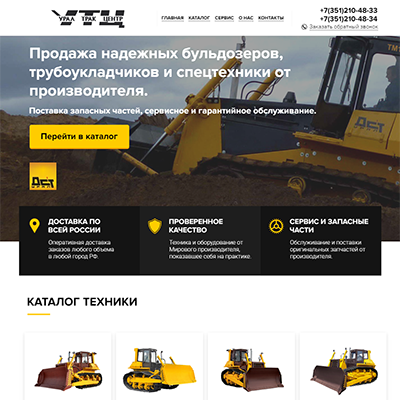 УТЦ
УРАЛ ТРАК ЦЕНТР
ГЛАВНАЯ КАТАЛОГ СЕРВИС О НАС КОНТАКТЫ
+7(351)210-48-33
+7(351)210-48-34
Заказать обратный звонок
Продажа надежных бульдозеров,
трубоукладчиков и спецтехники от
производителя.
Поставка запасных частей, сервисное и гарантийное обслуживание.
Перейти в каталог
ДСТ
ДСТ
ДОСТАВКА ПО
ВСЕЙ РОССИИ
Оперативная доставка
заказов любого объема
в любой город РФ.
ПРОВЕРЕННОЕ
КАЧЕСТВО
Техника и оборудование от
Мирового производителя,
показавшее себя на практике.
СЕРВИС И ЗАПАСНЫЕ
ЧАСТИ
Обслуживание и поставки
оригинальных запчастей от
производителя.
КАТАЛОГ ТЕХНИКИ